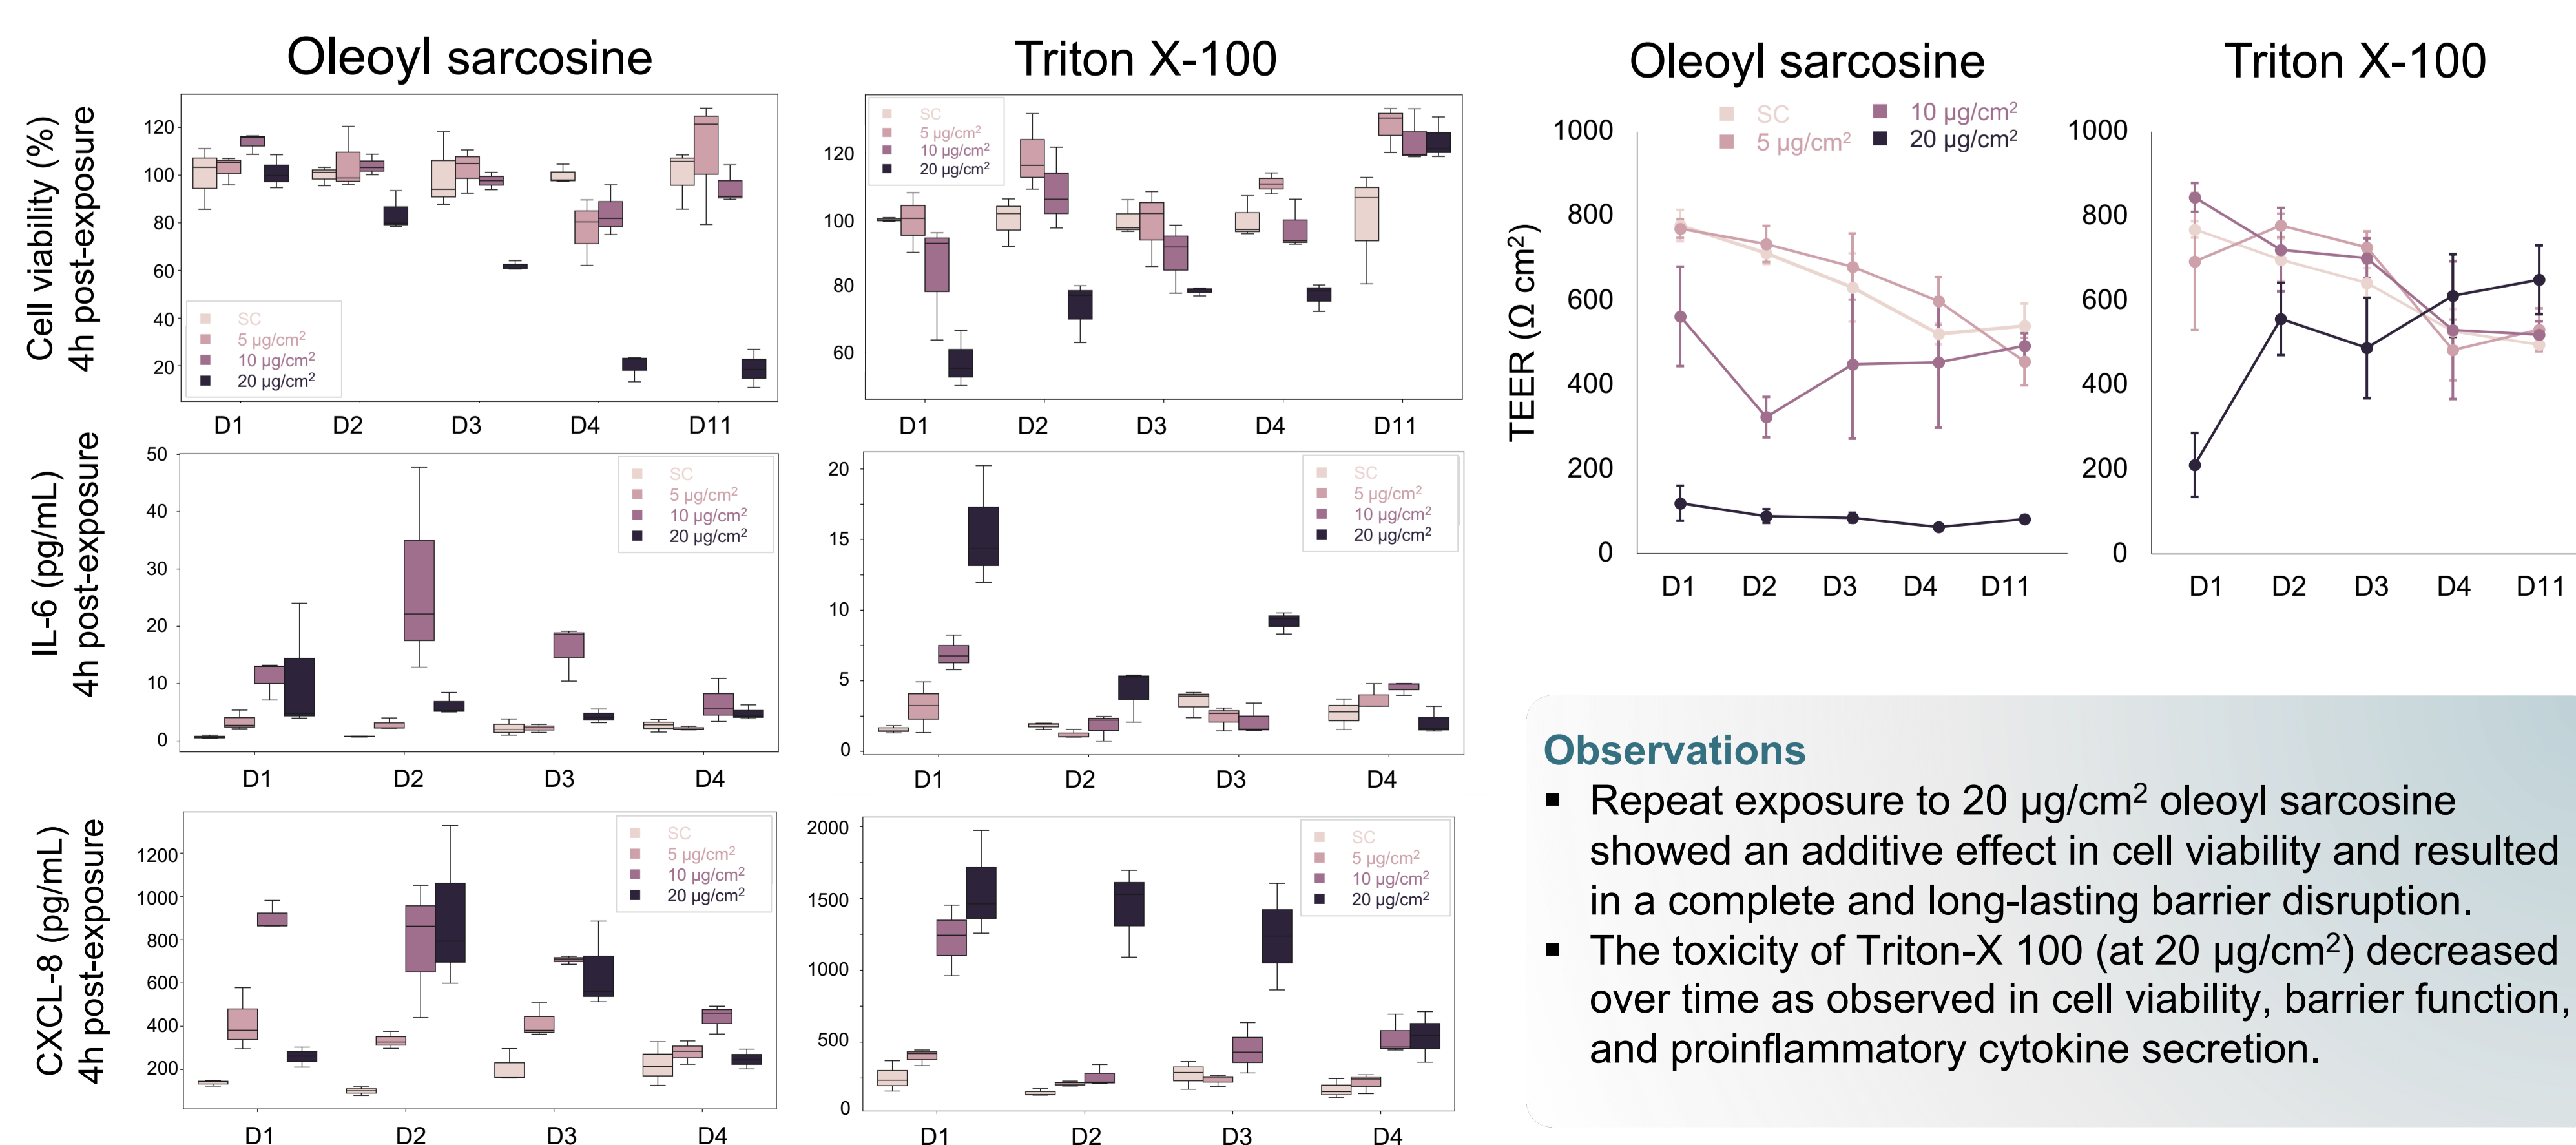 Oleoyl sarcosine
Triton X-100
Cell viability (%)
4h post-exposure
120
100
80
60
40
20
SC
5 µg/cm²
10 µg/cm²
20 µg/cm²
D1 D2 D3 D4 D11
120
100
80
60
SC
5 µg/cm²
10 µg/cm²
20 µg/cm²
D1 D2 D3 D4 D11
IL-6 (pg/mL)
4h post-exposure
50
40
30
20
10
0
SC
5 µg/cm²
10 µg/cm²
20 µg/cm²
D1 D2 D3 D4
20
15
10
5
0
SC
5 µg/cm²
10 µg/cm²
20 µg/cm²
D1 D2 D3 D4
CXCL-8 (pg/mL)
4h post-exposure
1200
1000
800
600
400
200
SC
5 µg/cm²
10 µg/cm²
20 µg/cm²
D1 D2 D3 D4
2000
1500
1000
500
0
SC
5 µg/cm²
10 µg/cm²
20 µg/cm²
D1 D2 D3 D4
Oleoyl sarcosine
Triton X-100
SC
5 µg/cm²
10 µg/cm²
20 µg/cm²
TEER (Ω cm²)
1000
800
600
400
200
0
D1 D2 D3 D4 D11
1000
800
600
400
200
0
D1 D2 D3 D4 D11
Observations
▪ Repeat exposure to 20 µg/cm² oleoyl sarcosine
showed an additive effect in cell viability and resulted
in a complete and long-lasting barrier disruption.
▪ The toxicity of Triton-X 100 (at 20 µg/cm²) decreased
over time as observed in cell viability, barrier function,
and proinflammatory cytokine secretion.